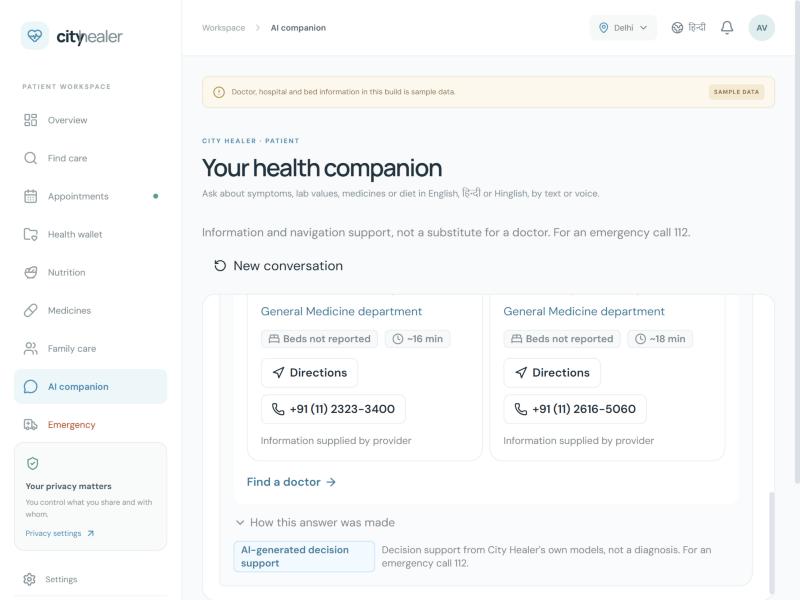 cityhealer
Workspace > AI companion
Delhi
हिन्दी
AV
PATIENT WORKSPACE
Overview
Find care
Appointments
Health wallet
Nutrition
Medicines
Family care
AI companion
Emergency
Your privacy matters
You control what you share and with
whom.
Privacy settings
Settings
Doctor, hospital and bed information in this build is sample data.
SAMPLE DATA
CITY HEALER · PATIENT
Your health companion
Ask about symptoms, lab values, medicines or diet in English, हिन्दी or Hinglish, by text or voice.
Information and navigation support, not a substitute for a doctor. For an emergency call 112.
New conversation
General Medicine department
Beds not reported
~16 min
Directions
+91 (11) 2323-3400
Information supplied by provider
General Medicine department
Beds not reported
~18 min
Directions
+91 (11) 2616-5060
Information supplied by provider
Find a doctor →
How this answer was made
AI-generated decision
support
Decision support from City Healer's own models, not a diagnosis. For an
emergency call 112.